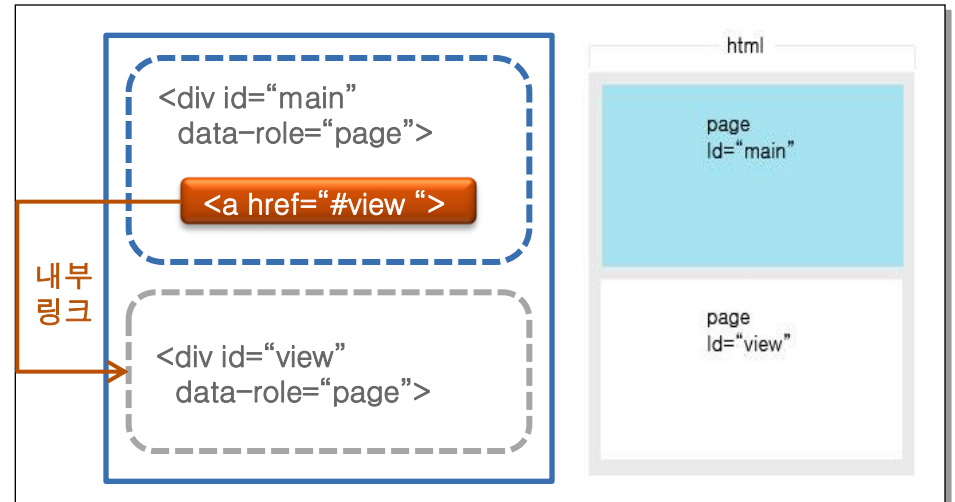 <div id=“main”
data-role=“page”>
<a href=“#view “>
내부
링크
<div id=“view”
data-role=“page”>
html
page
Id=“main”
page
Id=“view”